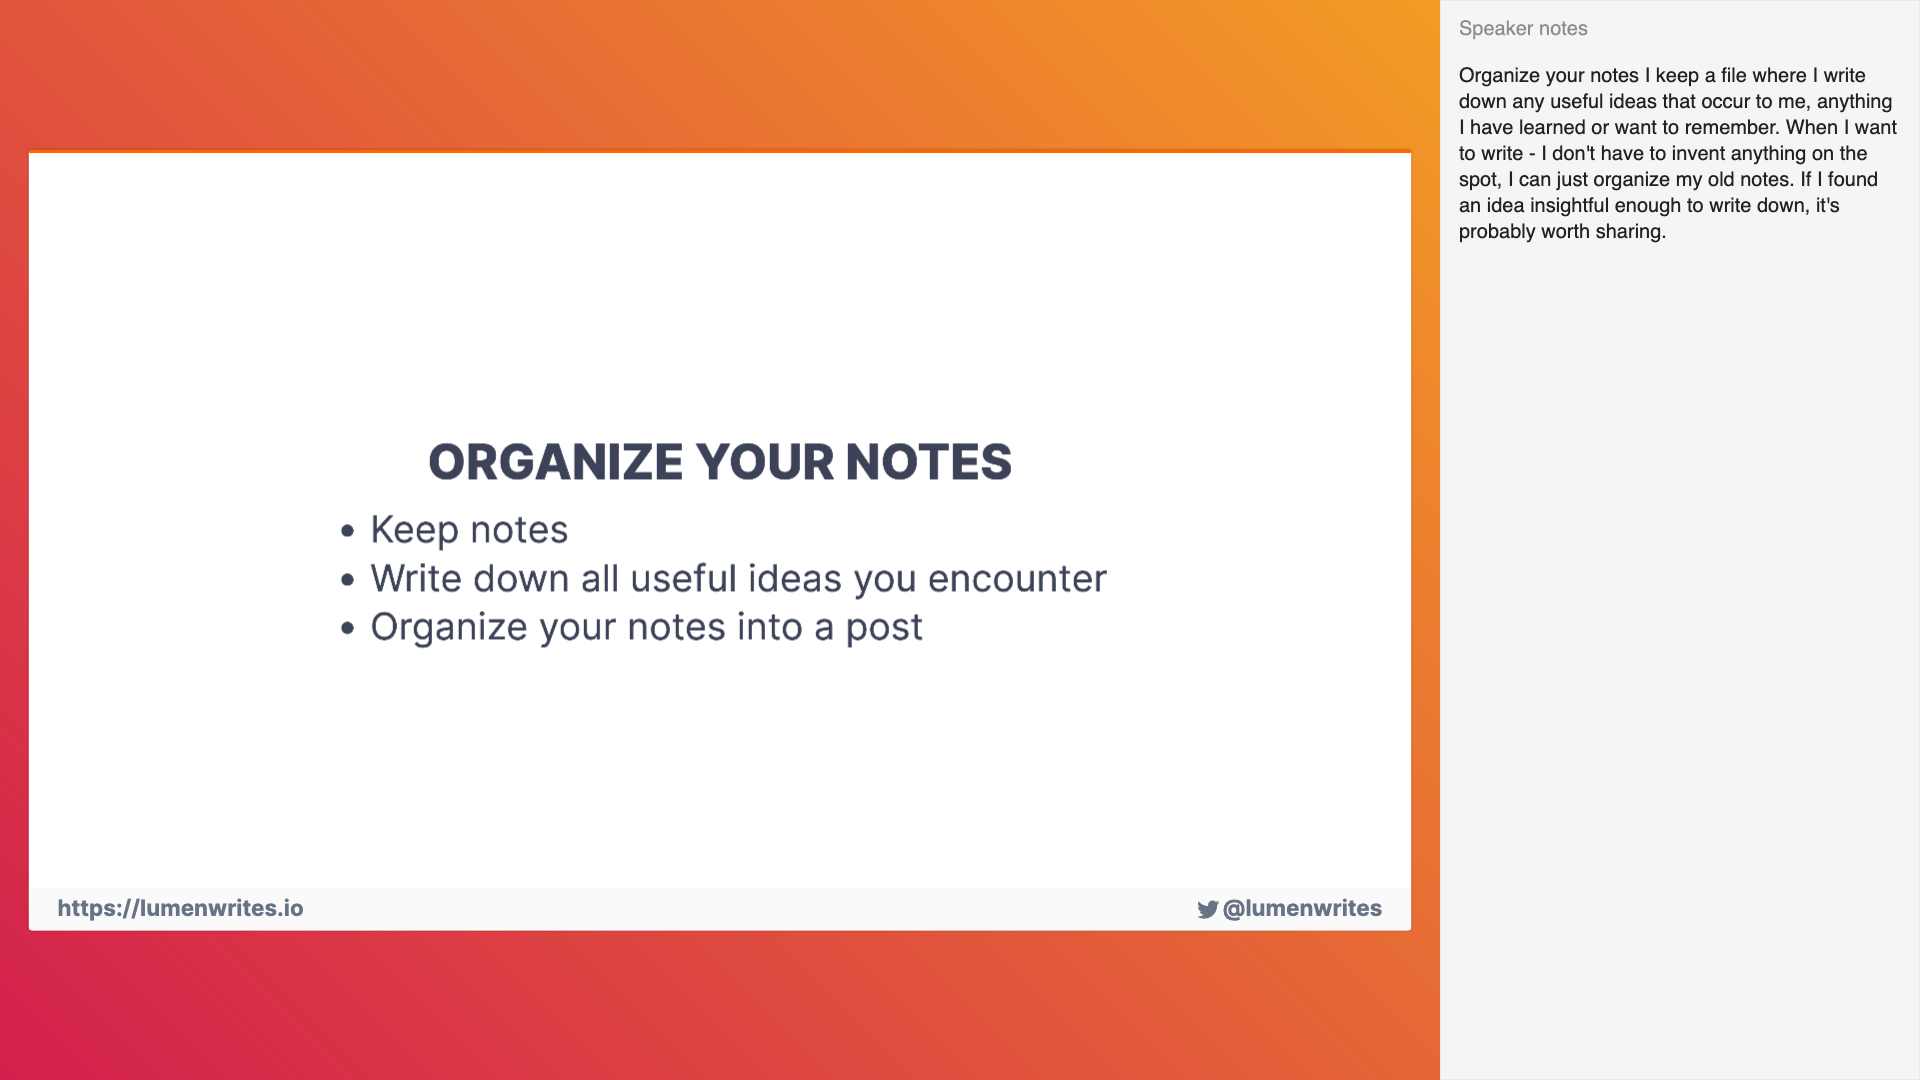 ORGANIZE YOUR NOTES
• Keep notes
• Write down all useful ideas you encounter
• Organize your notes into a post
https://lumenwrites.io
@lumenwrites
Speaker notes
Organize your notes I keep a file where I write
down any useful ideas that occur to me, anything
I have learned or want to remember. When I want
to write - I don't have to invent anything on the
spot, I can just organize my old notes. If I found
an idea insightful enough to write down, it's
probably worth sharing.